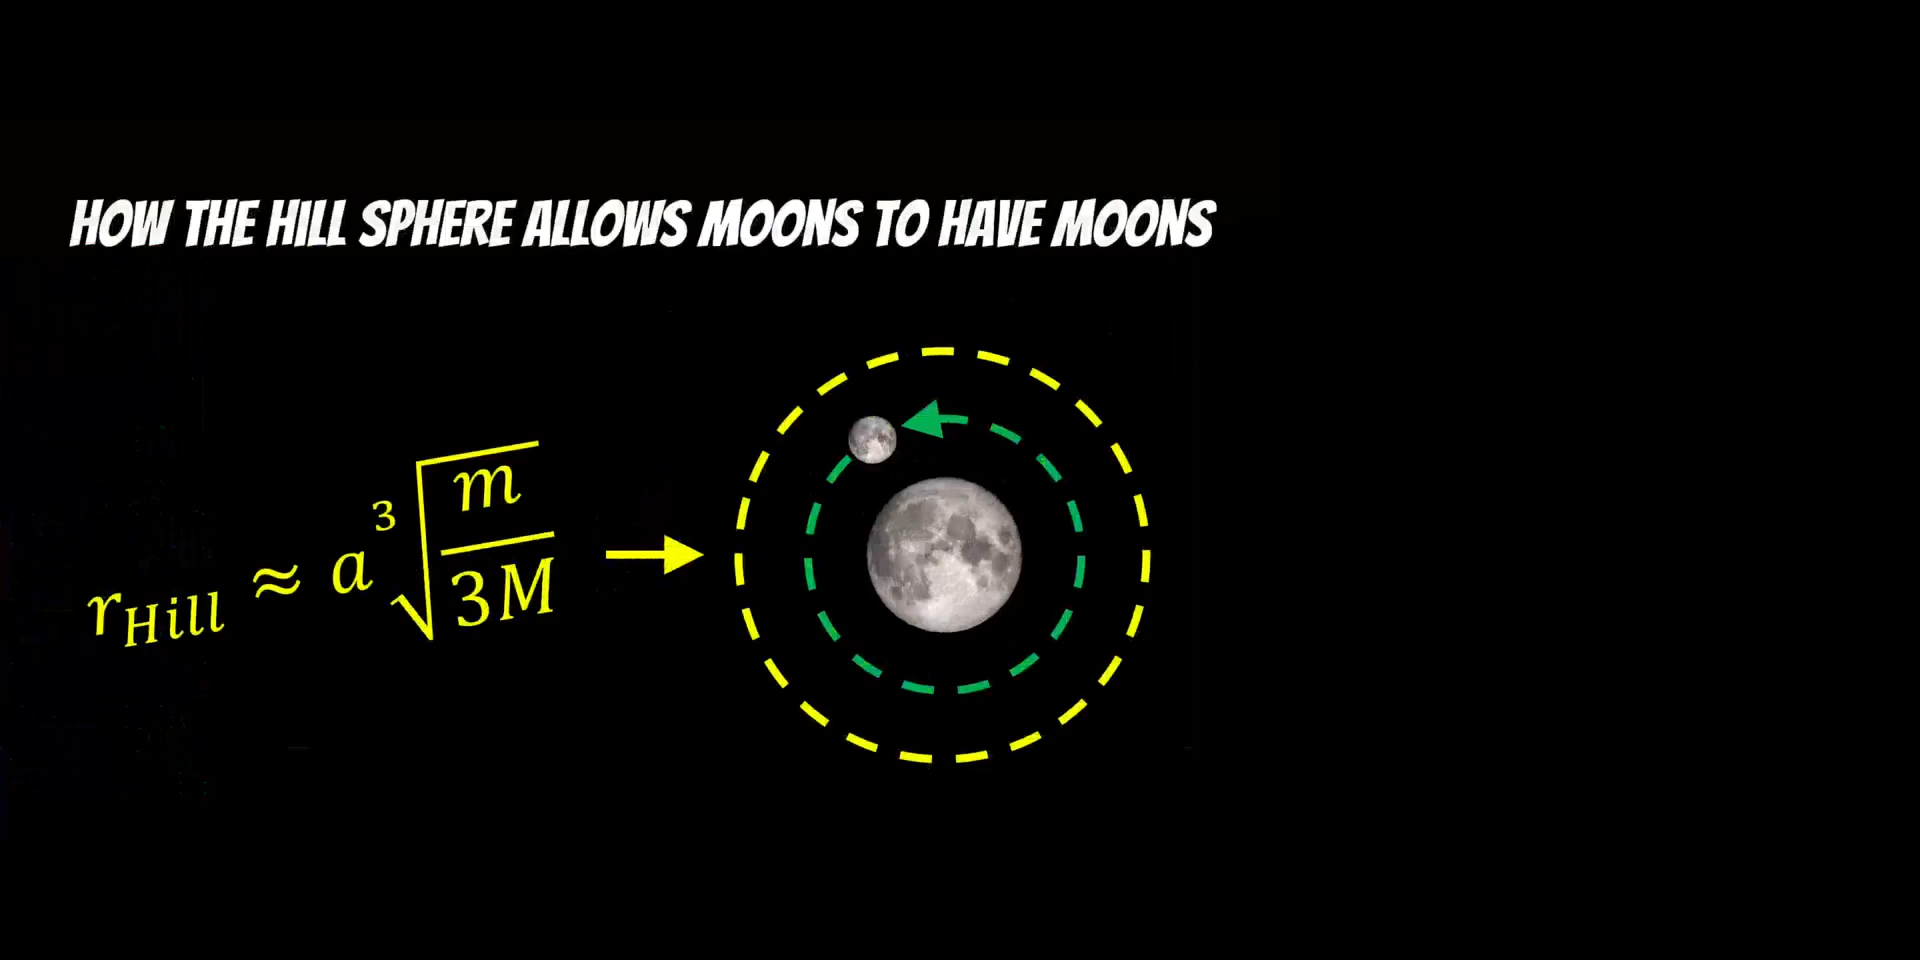 HOW THE HILL SPHERE ALLOWS MOONS TO HAVE MOONS
r_Hill ≈ a ∛(m / 3M)